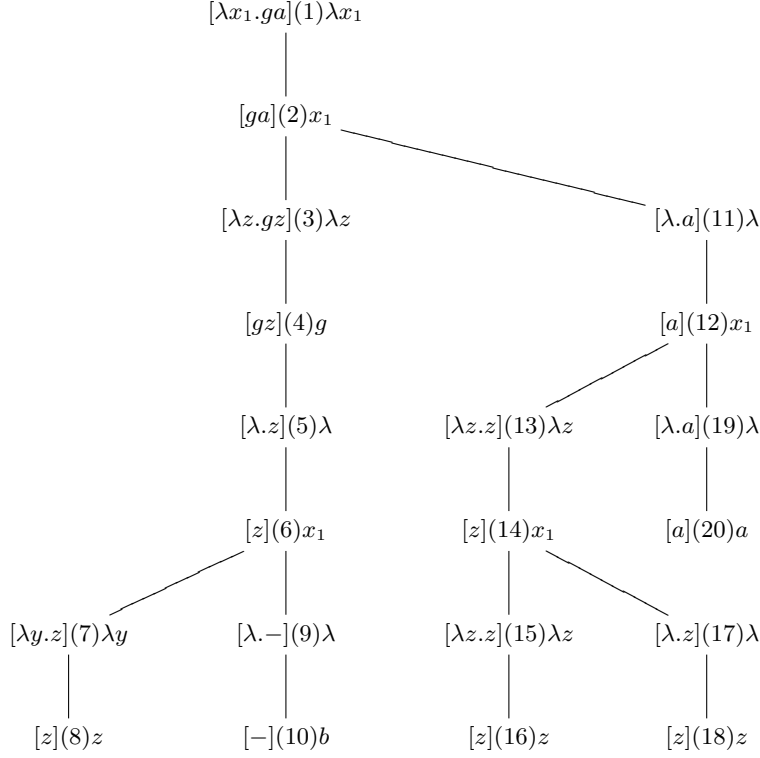 [λx₁.ga](1)λx₁
[ga](2)x₁
[λz.gz](3)λz [λ.a](11)λ
[gz](4)g [a](12)x₁
[λ.z](5)λ [λz.z](13)λz [λ.a](19)λ
[z](6)x₁ [z](14)x₁ [a](20)a
[λy.z](7)λy [λ.−](9)λ [λz.z](15)λz [λ.z](17)λ
[z](8)z [−](10)b [z](16)z [z](18)z